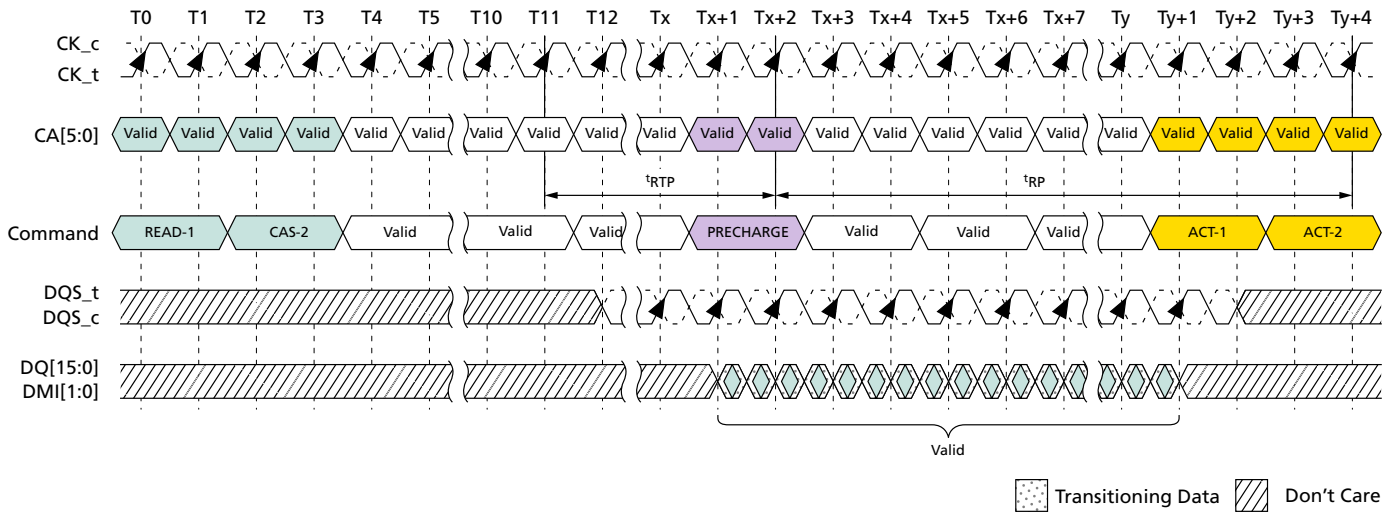 T0 T1 T2 T3 T4 T5 T10 T11 T12 Tx Tx+1 Tx+2 Tx+3 Tx+4 Tx+5 Tx+6 Tx+7 Ty Ty+1 Ty+2 Ty+3 Ty+4
CK_c
CK_t
CA[5:0] Valid Valid Valid Valid Valid Valid Valid Valid Valid Valid Valid Valid Valid Valid Valid Valid Valid Valid Valid Valid Valid Valid
tRTP tRP
Command READ-1 CAS-2 Valid Valid Valid PRECHARGE Valid Valid Valid ACT-1 ACT-2
DQS_t
DQS_c
DQ[15:0]
DMI[1:0]
Valid
Transitioning Data Don't Care